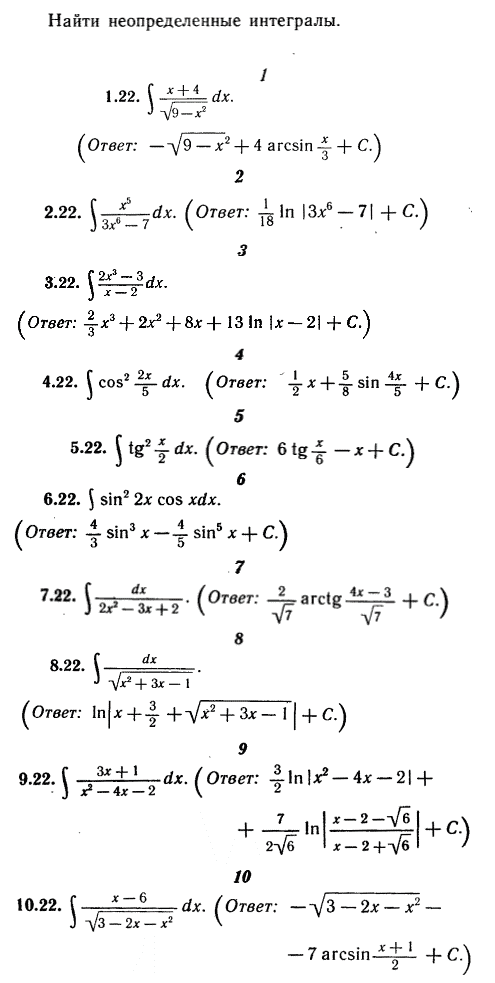 Найти неопределенные интегралы.
1
1.22. ∫ (x + 4)/√(9 − x²) dx.
(Ответ: −√(9 − x²) + 4 arcsin x/3 + C.)
2
2.22. ∫ x⁵/(3x⁶ − 7) dx. (Ответ: 1/18 ln |3x⁶ − 7| + C.)
3
3.22. ∫ (2x³ − 3)/(x − 2) dx.
(Ответ: 2/3 x³ + 2x² + 8x + 13 ln |x − 2| + C.)
4
4.22. ∫ cos² 2x/5 dx. (Ответ: 1/2 x + 5/8 sin 4x/5 + C.)
5
5.22. ∫ tg² x/2 dx. (Ответ: 6 tg x/6 − x + C.)
6
6.22. ∫ sin² 2x cos xdx.
(Ответ: 4/3 sin³ x − 4/5 sin⁵ x + C.)
7
7.22. ∫ dx/(2x² − 3x + 2). (Ответ: 2/√7 arctg (4x − 3)/√7 + C.)
8
8.22. ∫ dx/√(x² + 3x − 1).
(Ответ: ln|x + 3/2 + √(x² + 3x − 1)| + C.)
9
9.22. ∫ (3x + 1)/(x² − 4x − 2) dx. (Ответ: 3/2 ln |x² − 4x − 2| +
+ 7/(2√6) ln |(x − 2 − √6)/(x − 2 + √6)| + C.)
10
10.22. ∫ (x − 6)/√(3 − 2x − x²) dx. (Ответ: −√(3 − 2x − x²) −
− 7 arcsin (x + 1)/2 + C.)